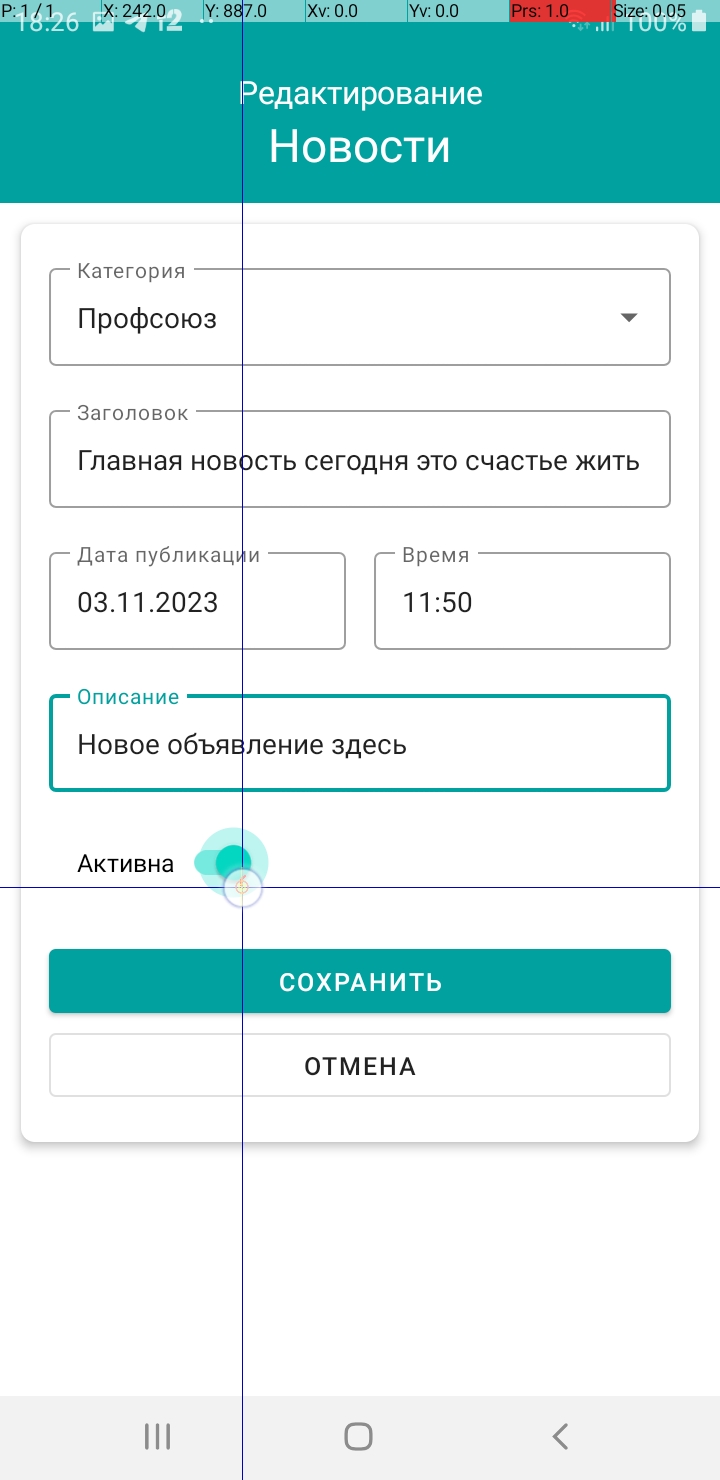 P: 1 / 1 X: 242.0 Y: 887.0 Xv: 0.0 Yv: 0.0 Prs: 1.0 Size: 0.05
18:26 12 100%
Редактирование
Новости
Категория
Профсоюз
Заголовок
Главная новость сегодня это счастье жить
Дата публикации Время
03.11.2023 11:50
Описание
Новое объявление здесь
Активна
СОХРАНИТЬ
ОТМЕНА